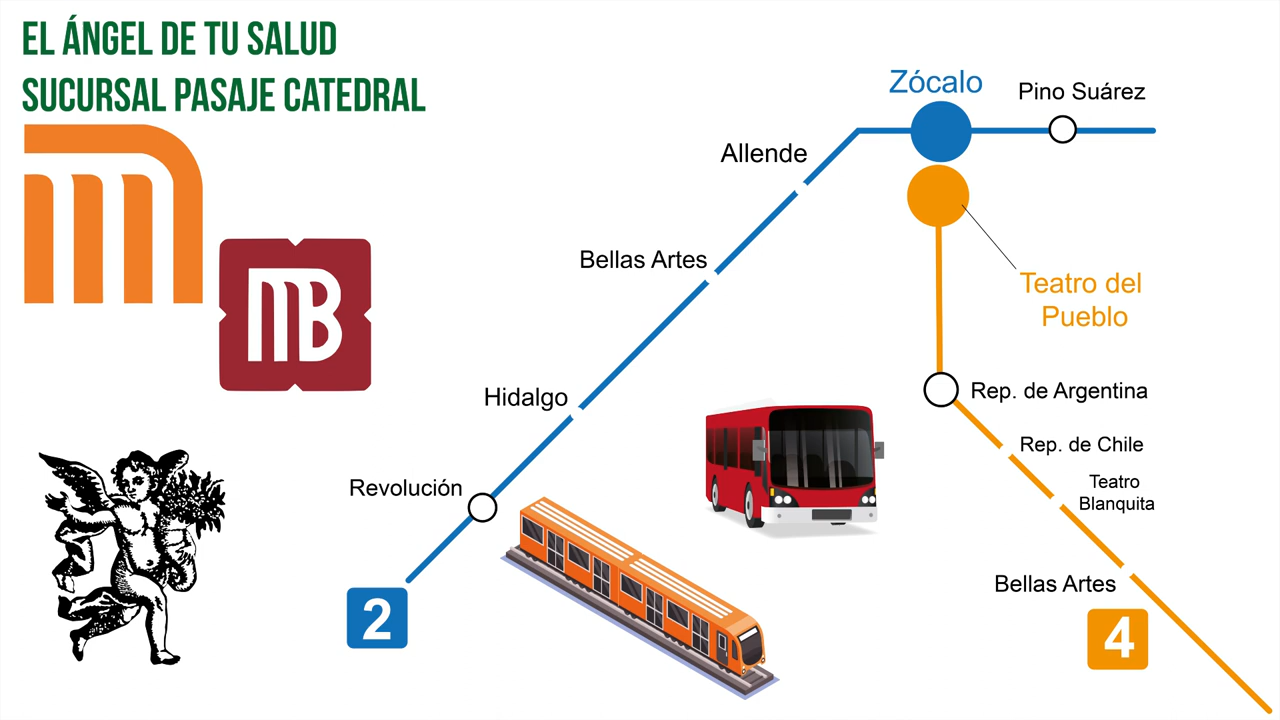 EL ÁNGEL DE TU SALUD
SUCURSAL PASAJE CATEDRAL
MB
Zócalo
Pino Suárez
Allende
Bellas Artes
Teatro del
Pueblo
Hidalgo
Rep. de Argentina
Rep. de Chile
Revolución
Teatro
Blanquita
Bellas Artes
2
4